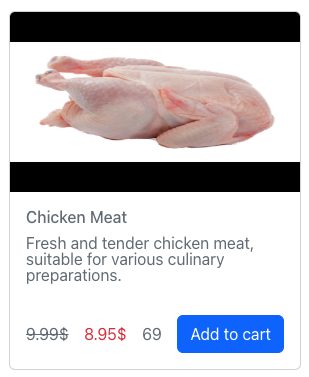 Chicken Meat
Fresh and tender chicken meat,
suitable for various culinary
preparations.
9.99$ 8.95$ 69 Add to cart